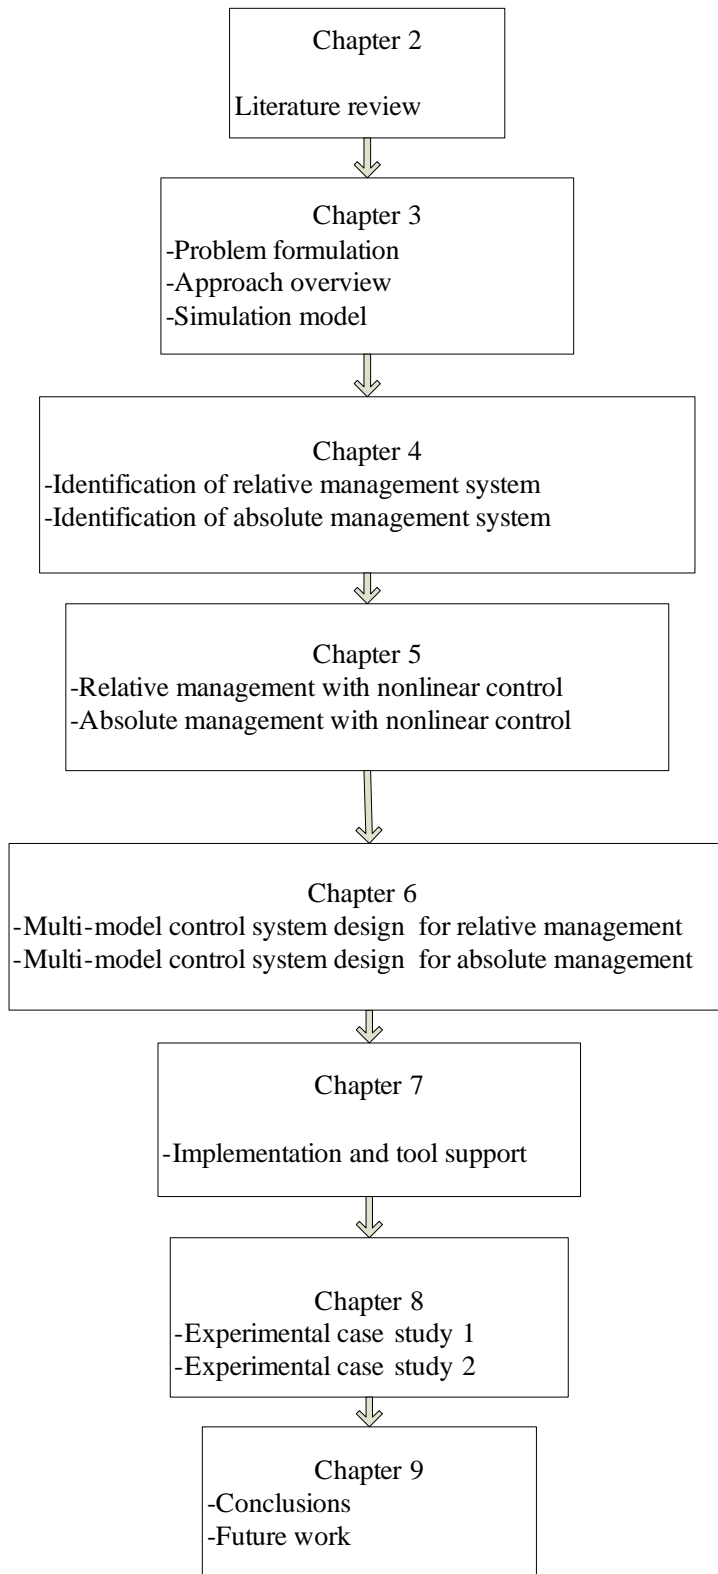 Chapter 2
Literature review
Chapter 3
-Problem formulation
-Approach overview
-Simulation model
Chapter 4
-Identification of relative management system
-Identification of absolute management system
Chapter 5
-Relative management with nonlinear control
-Absolute management with nonlinear control
Chapter 6
-Multi-model control system design for relative management
-Multi-model control system design for absolute management
Chapter 7
-Implementation and tool support
Chapter 8
-Experimental case study 1
-Experimental case study 2
Chapter 9
-Conclusions
-Future work